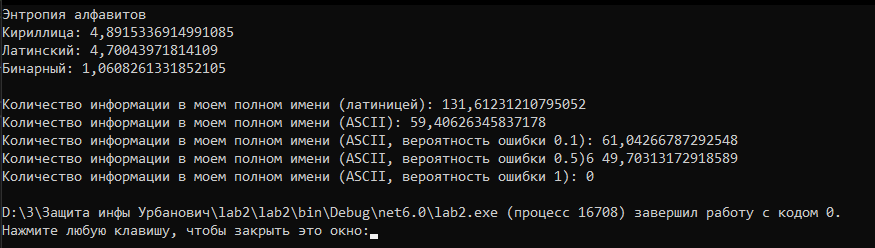 Энтропия алфавитов
Кириллица: 4,8915336914991085
Латинский: 4,70043971814109
Бинарный: 1,0608261331852105
Количество информации в моем полном имени (латиницей): 131,61231210795052
Количество информации в моем полном имени (ASCII): 59,40626345837178
Количество информации в моем полном имени (ASCII, вероятность ошибки 0.1): 61,04266787292548
Количество информации в моем полном имени (ASCII, вероятность ошибки 0.5)6 49,70313172918589
Количество информации в моем полном имени (ASCII, вероятность ошибки 1): 0
D:\3\Защита инфы Урбанович\lab2\lab2\bin\Debug\net6.0\lab2.exe (процесс 16708) завершил работу с кодом 0.
Нажмите любую клавишу, чтобы закрыть это окно: